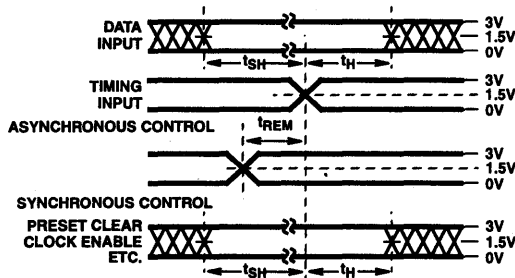 DATA
INPUT
3V
1.5V
0V
tSH
tH
TIMING
INPUT
3V
1.5V
0V
ASYNCHRONOUS CONTROL
tREM
3V
1.5V
0V
SYNCHRONOUS CONTROL
PRESET CLEAR
CLOCK ENABLE
ETC.
3V
1.5V
0V
tSH
tH